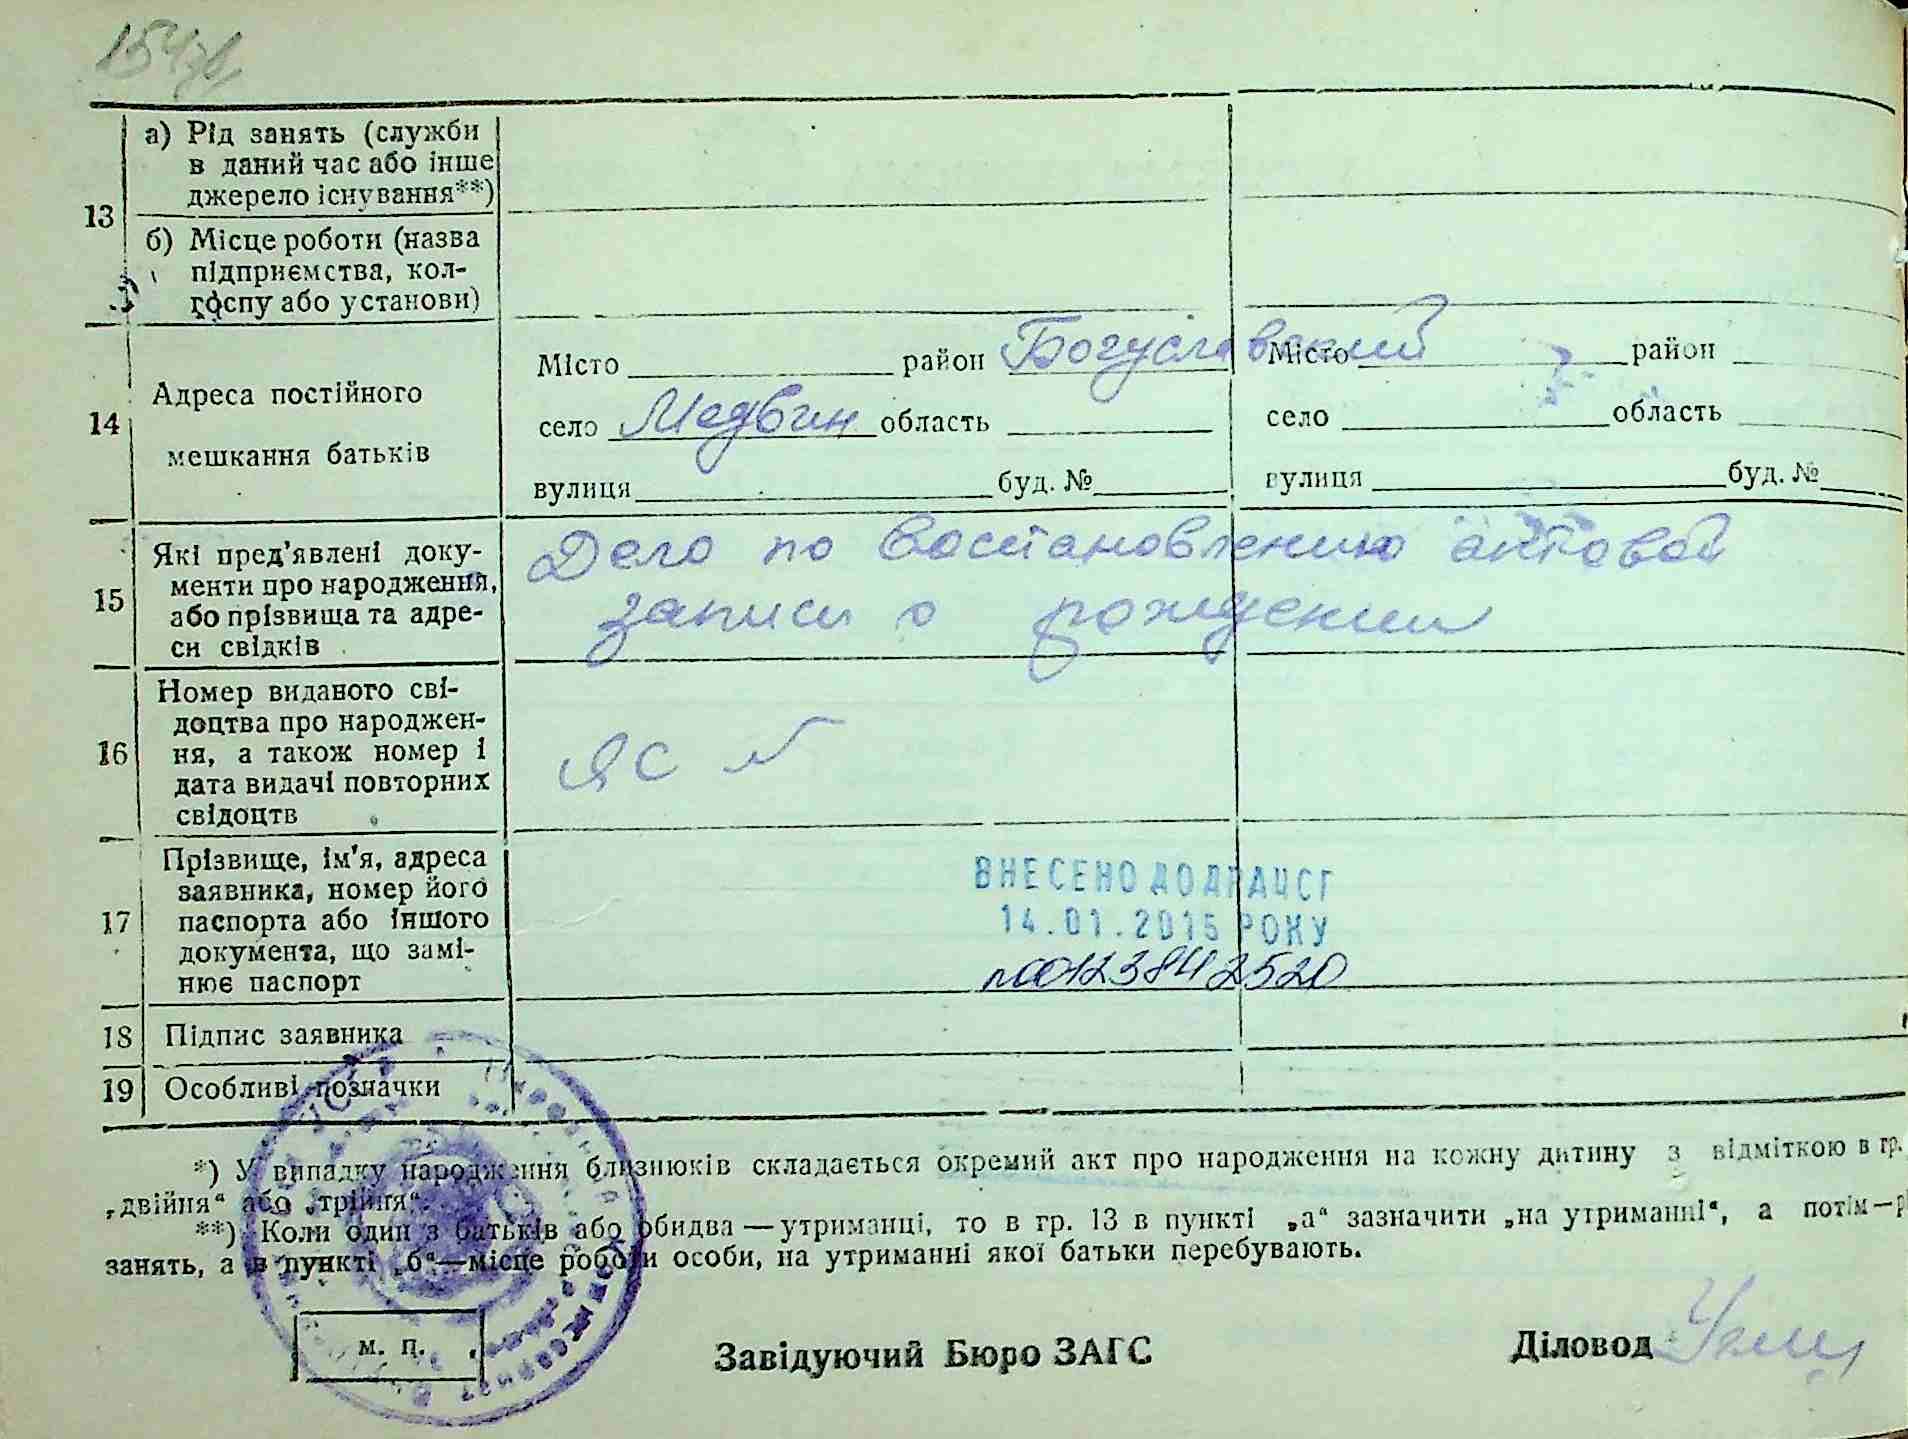 154зв
а) Рід занять (служби
в даний час або інше
джерело існування**)
13
б) Місце роботи (назва
підприємства, кол-
госпу або установи)
14
Адреса постійного
мешкання батьків
Місто район Богуславский
село Медвин область
вулиця буд. №
Місто район
село область
вулиця буд. №
15
Які пред'явлені доку-
менти про народження,
або прізвища та адре-
си свідків
Дело по востановлению актовой
записи о рождении
16
Номер виданого сві-
доцтва про народжен-
ня, а також номер і
дата видачі повторних
свідоцтв
ЯС №
17
Прізвище, ім'я, адреса
заявника, номер його
паспорта або іншого
документа, що замі-
нює паспорт
ВНЕСЕНО ДО ДРАЦСГ
14.01.2015 РОКУ
№00123842520
18 Підпис заявника
19 Особливі позначки
*) У випадку народження близнюків складається окремий акт про народження на кожну дитину з відміткою в гр.
„двійня“ або „трійня“.
**) Коли один з батьків або обидва — утриманці, то в гр. 13 в пункті „а“ зазначити „на утриманні“, а потім — р
занять, а в пункті „б“ — місце роботи особи, на утриманні якої батьки перебувають.
м. п.
Завідуючий Бюро ЗАГС
Діловод